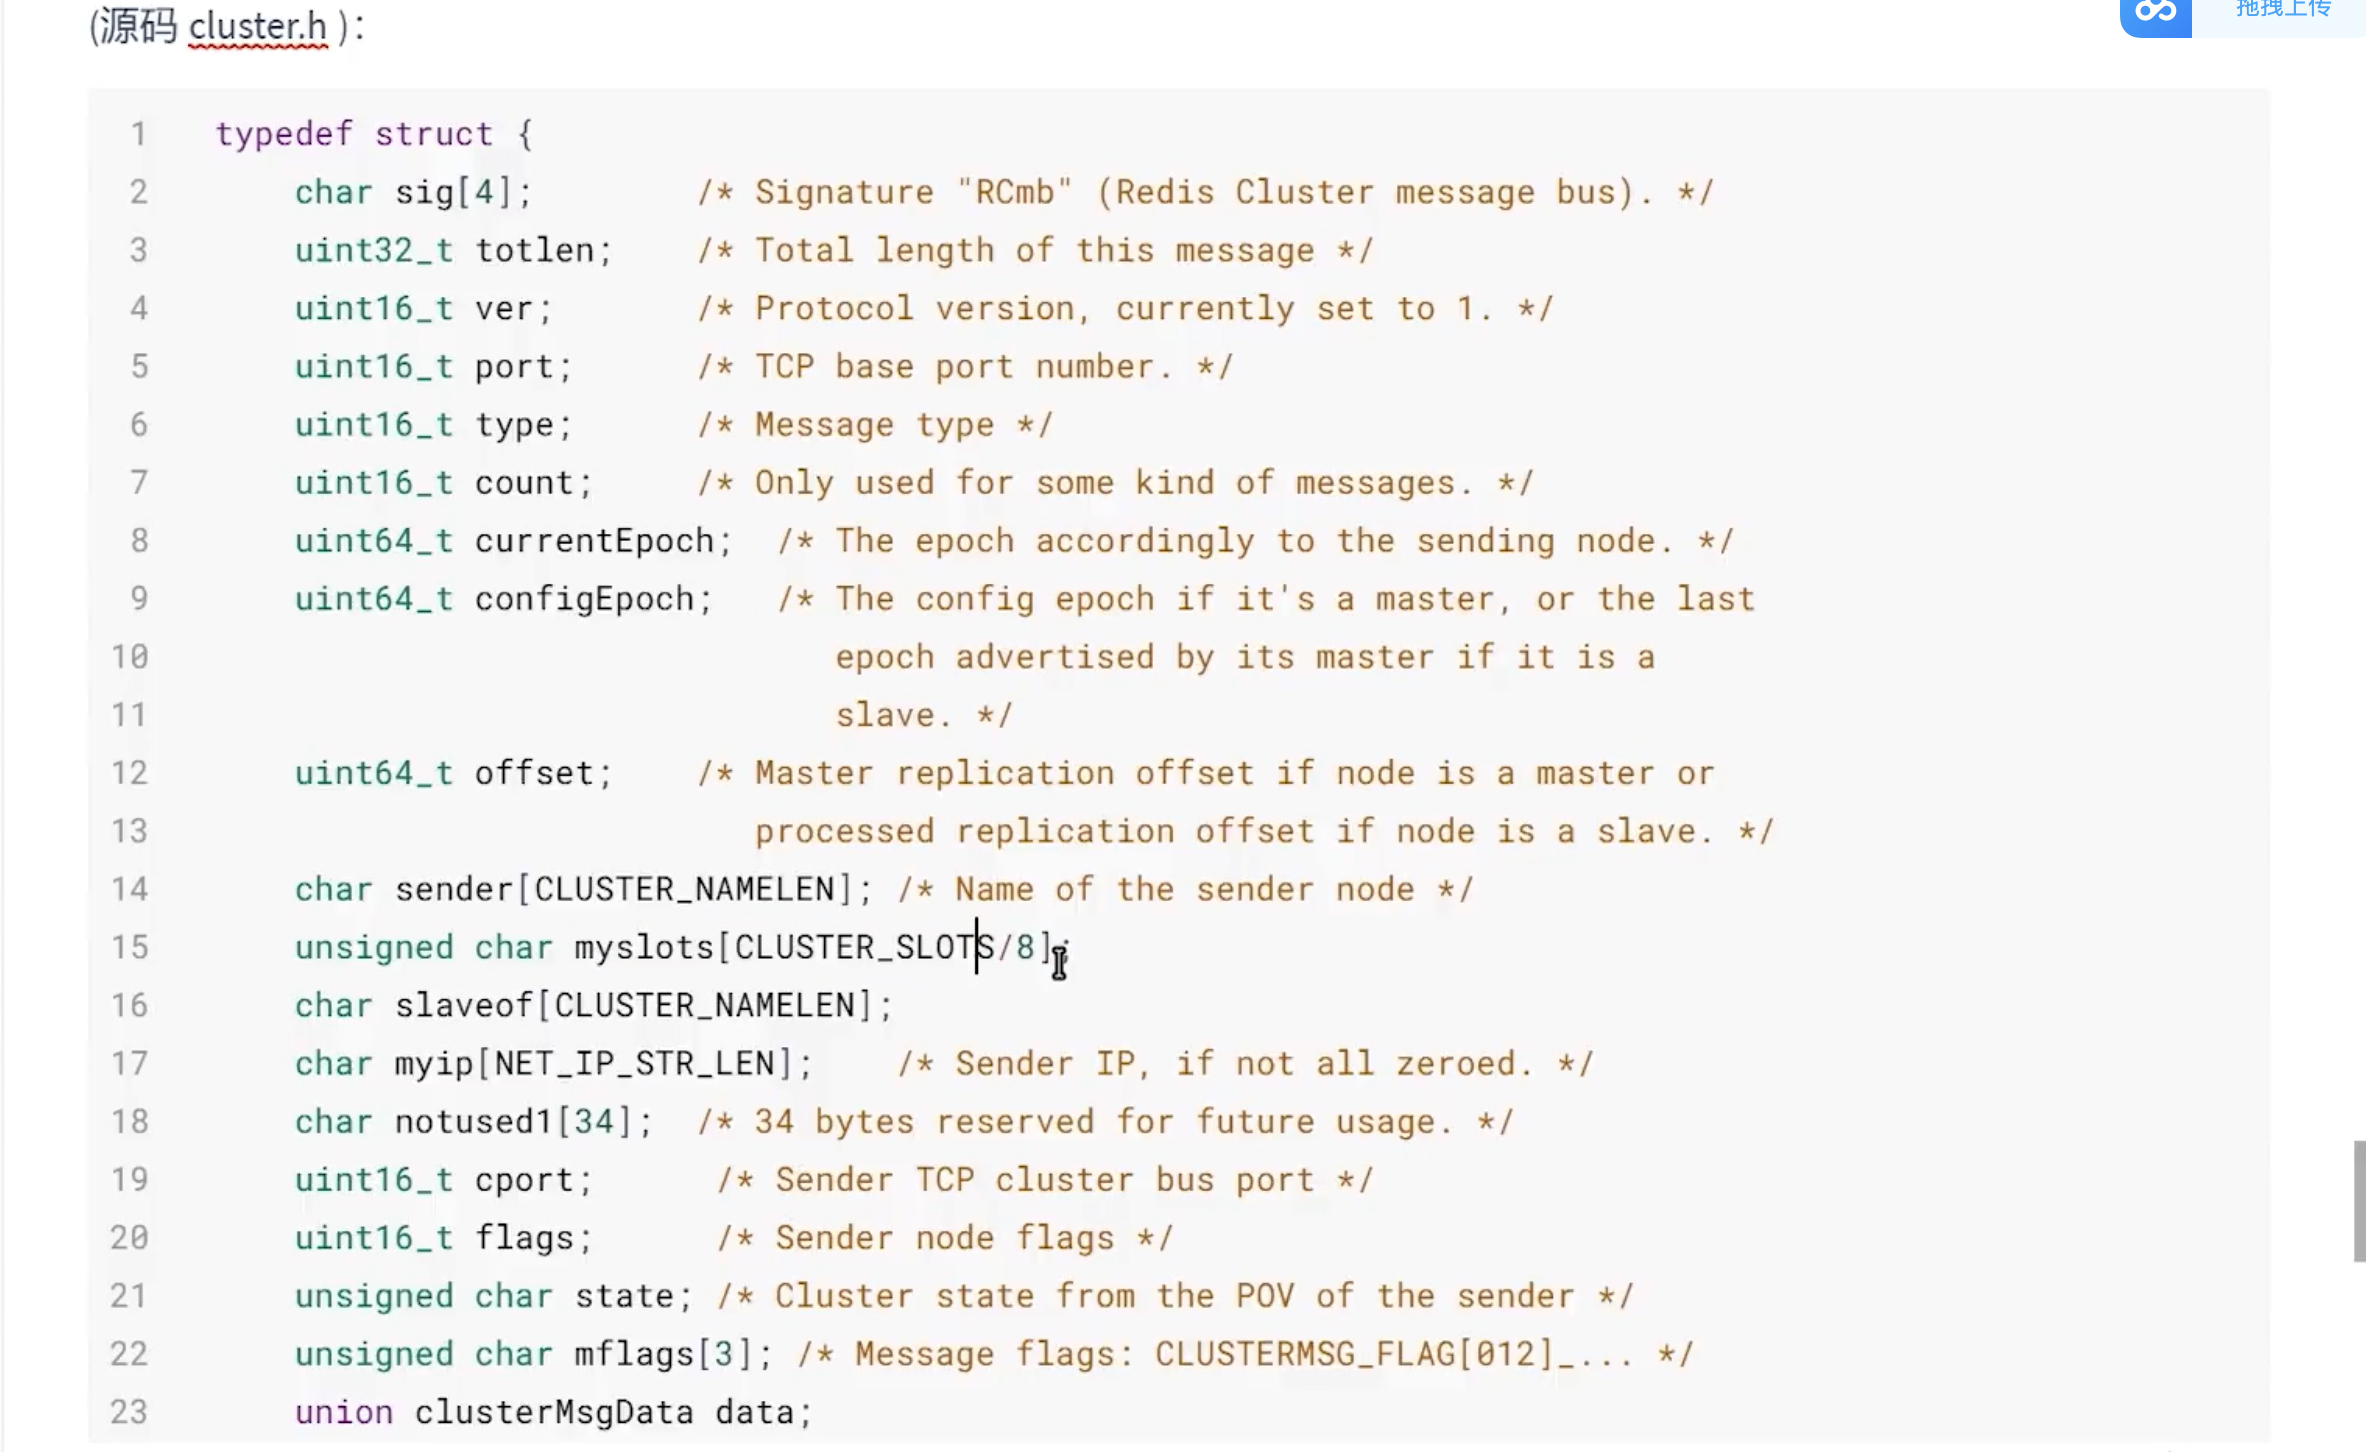 (源码 cluster.h )：
拖拽上传
1 typedef struct {
2 char sig[4]; /* Signature "RCmb" (Redis Cluster message bus). */
3 uint32_t totlen; /* Total length of this message */
4 uint16_t ver; /* Protocol version, currently set to 1. */
5 uint16_t port; /* TCP base port number. */
6 uint16_t type; /* Message type */
7 uint16_t count; /* Only used for some kind of messages. */
8 uint64_t currentEpoch; /* The epoch accordingly to the sending node. */
9 uint64_t configEpoch; /* The config epoch if it's a master, or the last
10 epoch advertised by its master if it is a
11 slave. */
12 uint64_t offset; /* Master replication offset if node is a master or
13 processed replication offset if node is a slave. */
14 char sender[CLUSTER_NAMELEN]; /* Name of the sender node */
15 unsigned char myslots[CLUSTER_SLOTS/8];
16 char slaveof[CLUSTER_NAMELEN];
17 char myip[NET_IP_STR_LEN]; /* Sender IP, if not all zeroed. */
18 char notused1[34]; /* 34 bytes reserved for future usage. */
19 uint16_t cport; /* Sender TCP cluster bus port */
20 uint16_t flags; /* Sender node flags */
21 unsigned char state; /* Cluster state from the POV of the sender */
22 unsigned char mflags[3]; /* Message flags: CLUSTERMSG_FLAG[012]_... */
23 union clusterMsgData data;